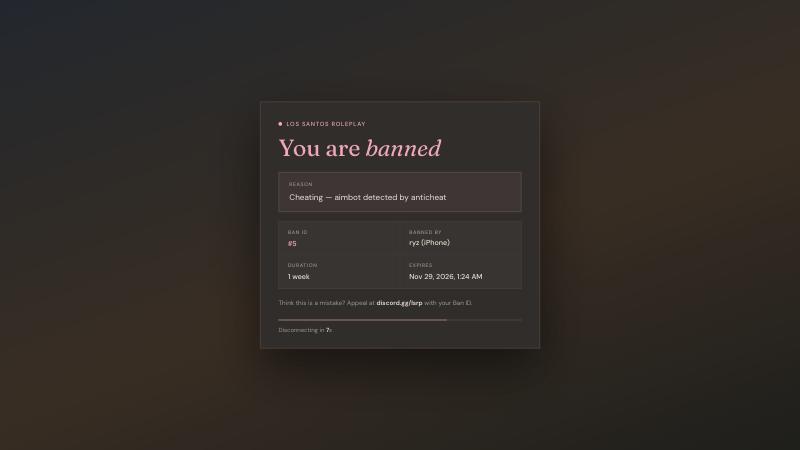 LOS SANTOS ROLEPLAY
You are banned
REASON
Cheating — aimbot detected by anticheat
BAN ID
#5
BANNED BY
ryz (iPhone)
DURATION
1 week
EXPIRES
Nov 29, 2026, 1:24 AM
Think this is a mistake? Appeal at discord.gg/lsrp with your Ban ID.
Disconnecting in 7s